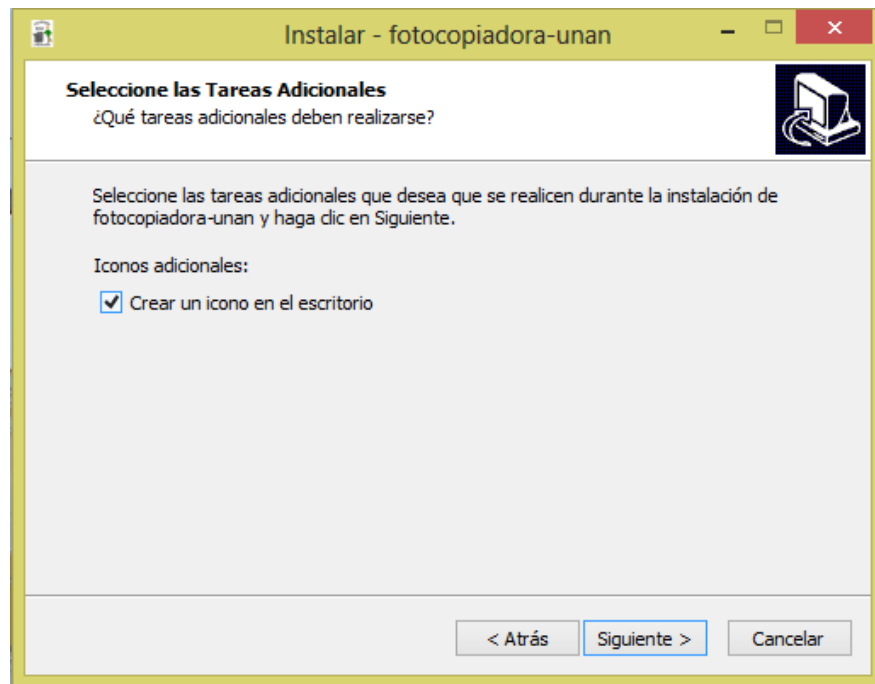 Instalar - fotocopiadora-unan
Seleccione las Tareas Adicionales
¿Qué tareas adicionales deben realizarse?
Seleccione las tareas adicionales que desea que se realicen durante la instalación de
fotocopiadora-unan y haga clic en Siguiente.
Iconos adicionales:
Crear un icono en el escritorio
< Atrás
Siguiente >
Cancelar